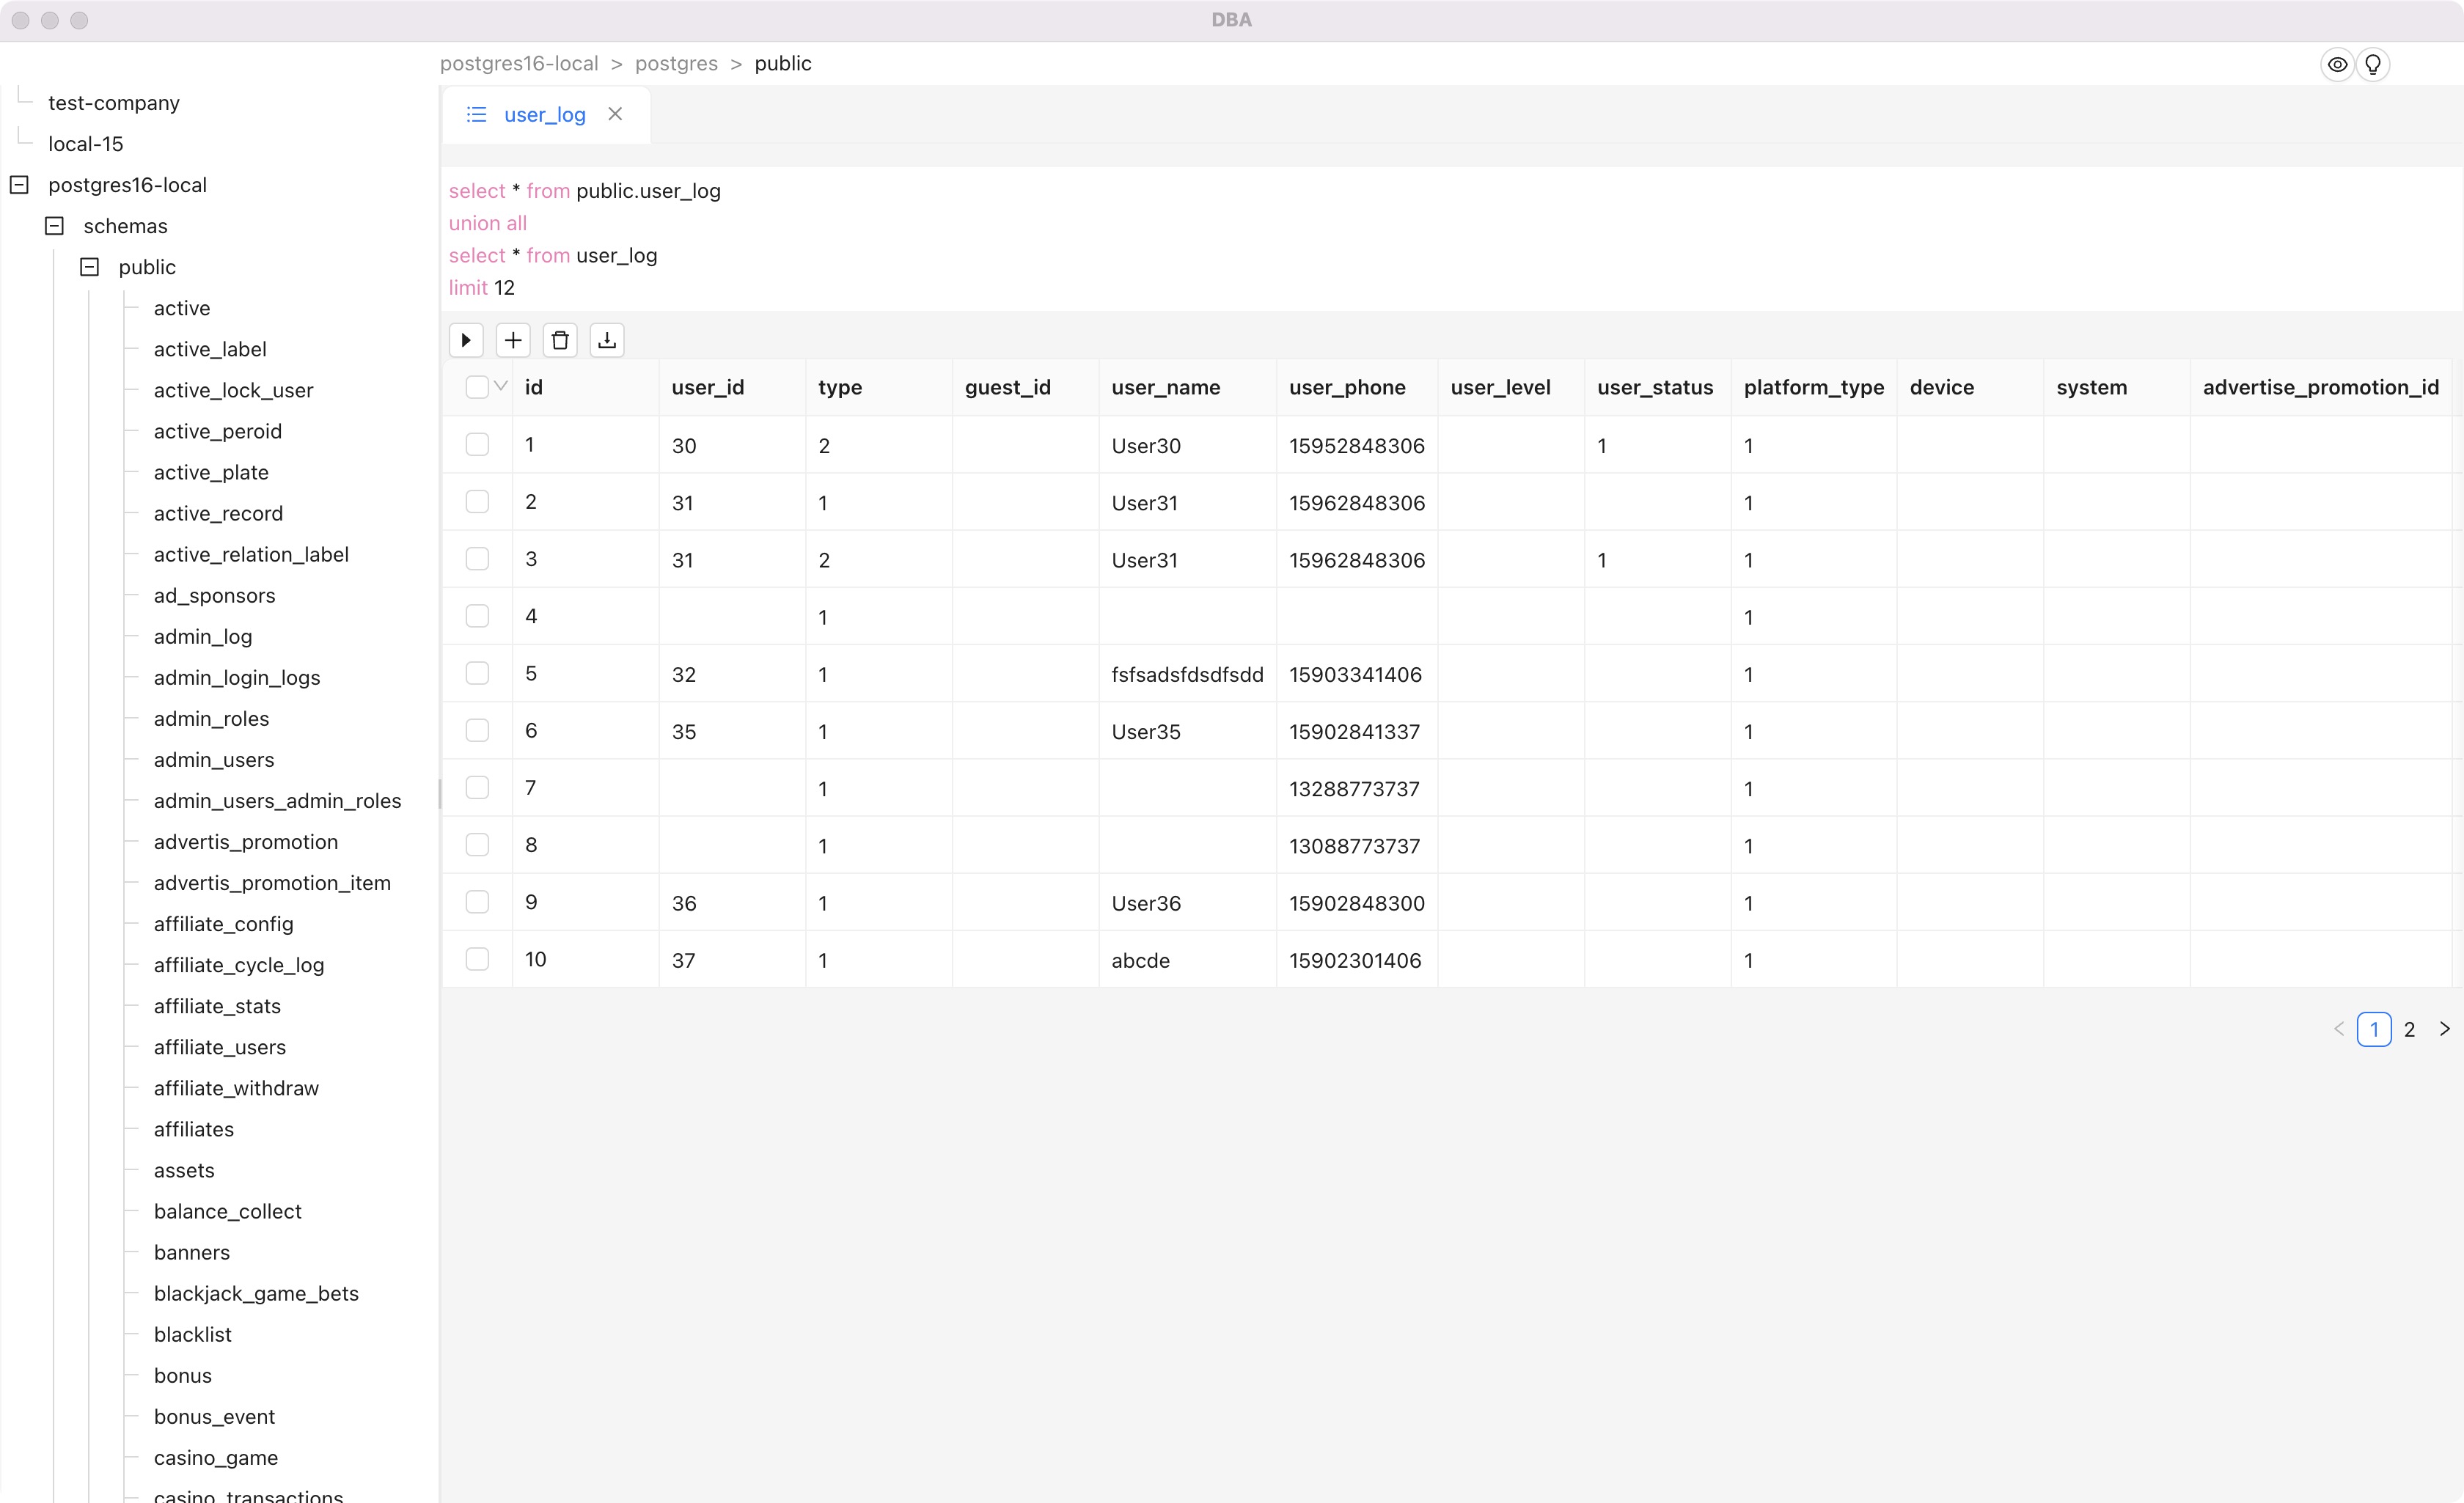 DBA
postgres16-local > postgres > public
test-company
local-15
postgres16-local
schemas
public
active
active_label
active_lock_user
active_peroid
active_plate
active_record
active_relation_label
ad_sponsors
admin_log
admin_login_logs
admin_roles
admin_users
admin_users_admin_roles
advertis_promotion
advertis_promotion_item
affiliate_config
affiliate_cycle_log
affiliate_stats
affiliate_users
affiliate_withdraw
affiliates
assets
balance_collect
banners
blackjack_game_bets
blacklist
bonus
bonus_event
casino_game
casino_transactions
user_log
select * from public.user_log
union all
select * from user_log
limit 12
id user_id type guest_id user_name user_phone user_level user_status platform_type device system advertise_promotion_id
1 30 2 User30 15952848306 1 1
2 31 1 User31 15962848306 1
3 31 2 User31 15962848306 1 1
4 1 1
5 32 1 fsfsadsfdsdfsdd 15903341406 1
6 35 1 User35 15902841337 1
7 1 13288773737 1
8 1 13088773737 1
9 36 1 User36 15902848300 1
10 37 1 abcde 15902301406 1
< 1 2 >